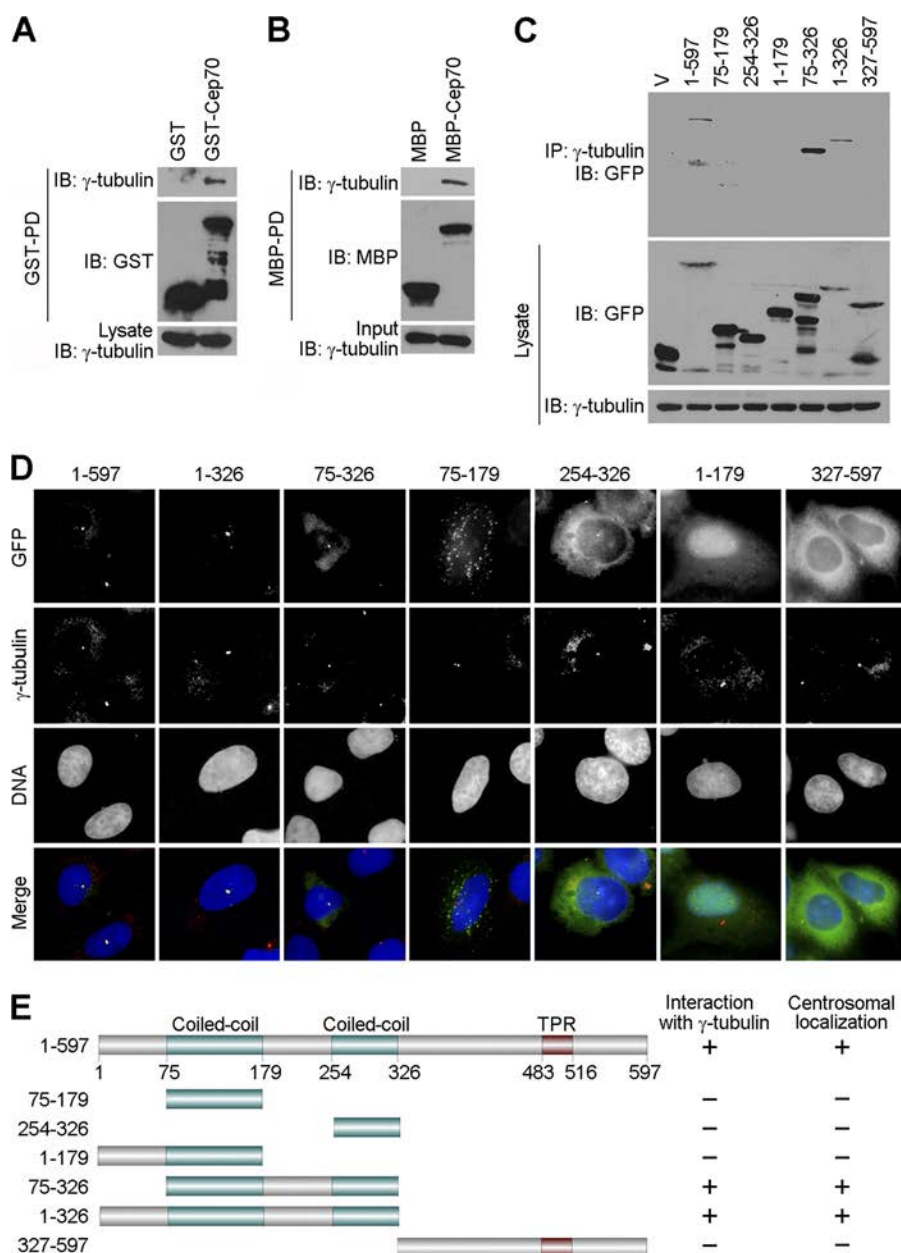 A
GST
GST-Cep70
GST-PD
IB: γ-tubulin
IB: GST
Lysate
IB: γ-tubulin
B
MBP
MBP-Cep70
MBP-PD
IB: γ-tubulin
IB: MBP
Input
IB: γ-tubulin
C
V
1-597
75-179
254-326
1-179
75-326
1-326
327-597
IP: γ-tubulin
IB: GFP
Lysate
IB: GFP
IB: γ-tubulin
D
1-597 1-326 75-326 75-179 254-326 1-179 327-597
GFP
γ-tubulin
DNA
Merge
E
Coiled-coil Coiled-coil TPR Interaction with γ-tubulin Centrosomal localization
1-597 + +
1 75 179 254 326 483 516 597
75-179 − −
254-326 − −
1-179 − −
75-326 + +
1-326 + +
327-597 − −